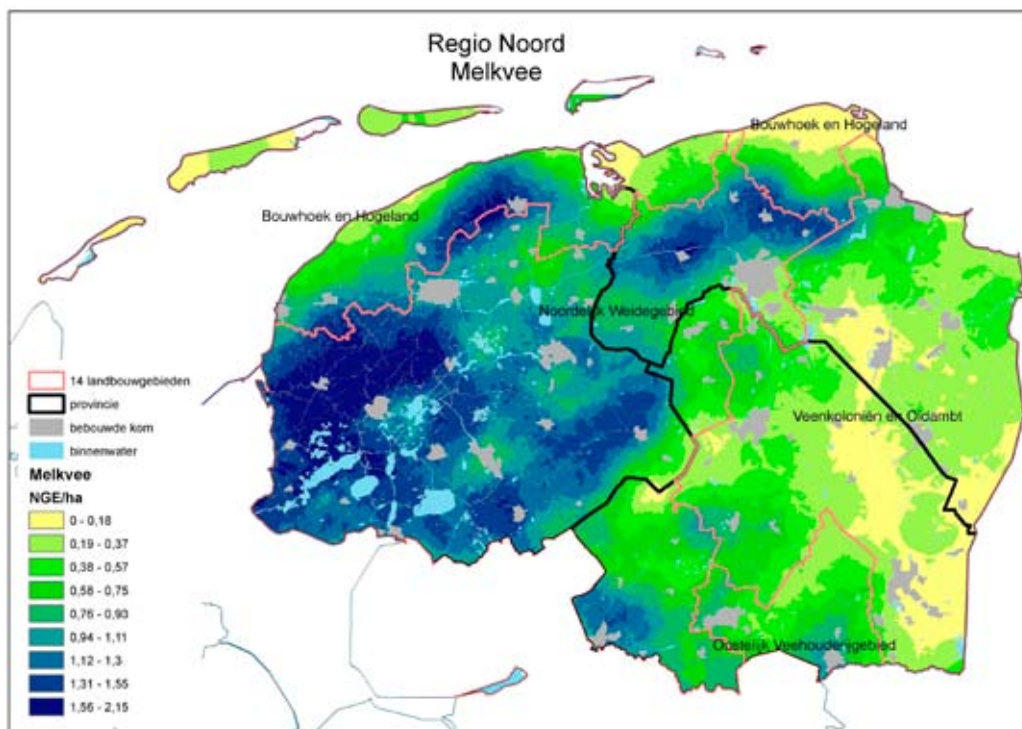 Regio Noord
Melkvee
Bouwhoek en Hogeland
Bouwhoek en Hogeland
Noordelijk Weidegebied
Veenkoloniën en Oldambt
Oostelijk Veehouderijgebied
14 landbouwgebieden
provincie
bebouwde kom
binnenwater
Melkvee
NGE/ha
0 - 0,18
0,19 - 0,37
0,38 - 0,57
0,58 - 0,75
0,76 - 0,93
0,94 - 1,11
1,12 - 1,3
1,31 - 1,55
1,56 - 2,15